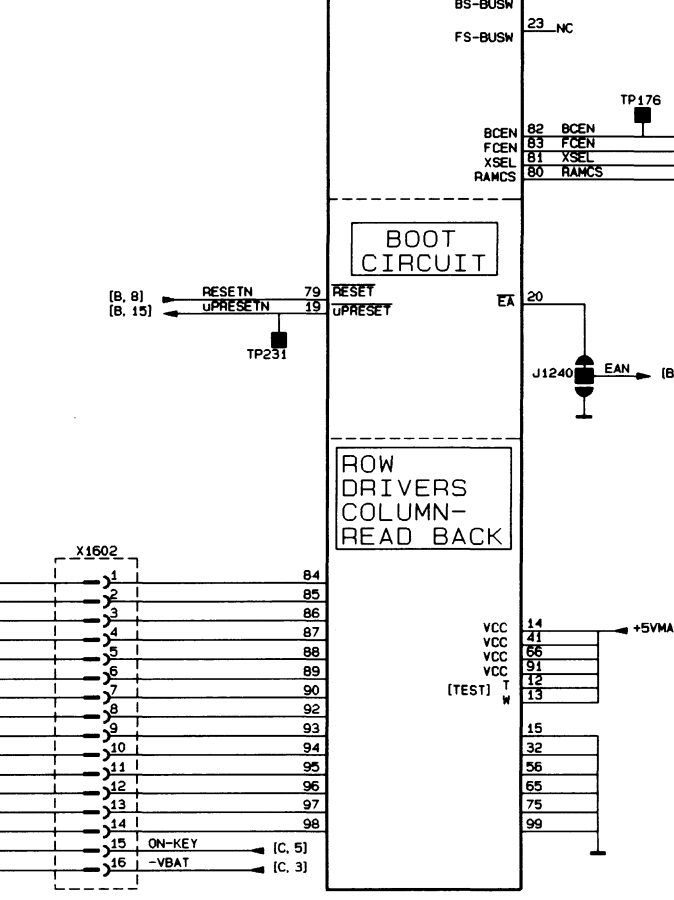 BS-BUSW
FS-BUSW 23 NC
TP176
BCEN 82 BCEN
FCEN 83 FCEN
XSEL 81 XSEL
RAMCS 80 RAMCS
BOOT
CIRCUIT
[B, 8] RESETN 79 RESET
[B, 15] uPRESETN 19 uPRESET
EA 20
TP231
J1240 EAN [B
ROW
DRIVERS
COLUMN-
READ BACK
X1602
1 84
2 85
3 86
4 87
5 88
6 89
7 90
8 92
9 93
10 94
11 95
12 96
13 97
14 98
15 ON-KEY [C, 5]
16 -VBAT [C, 3]
VCC 14 +5VMA
VCC 41
VCC 66
VCC 91
[TEST] T 12
W 13
15
32
56
65
75
99